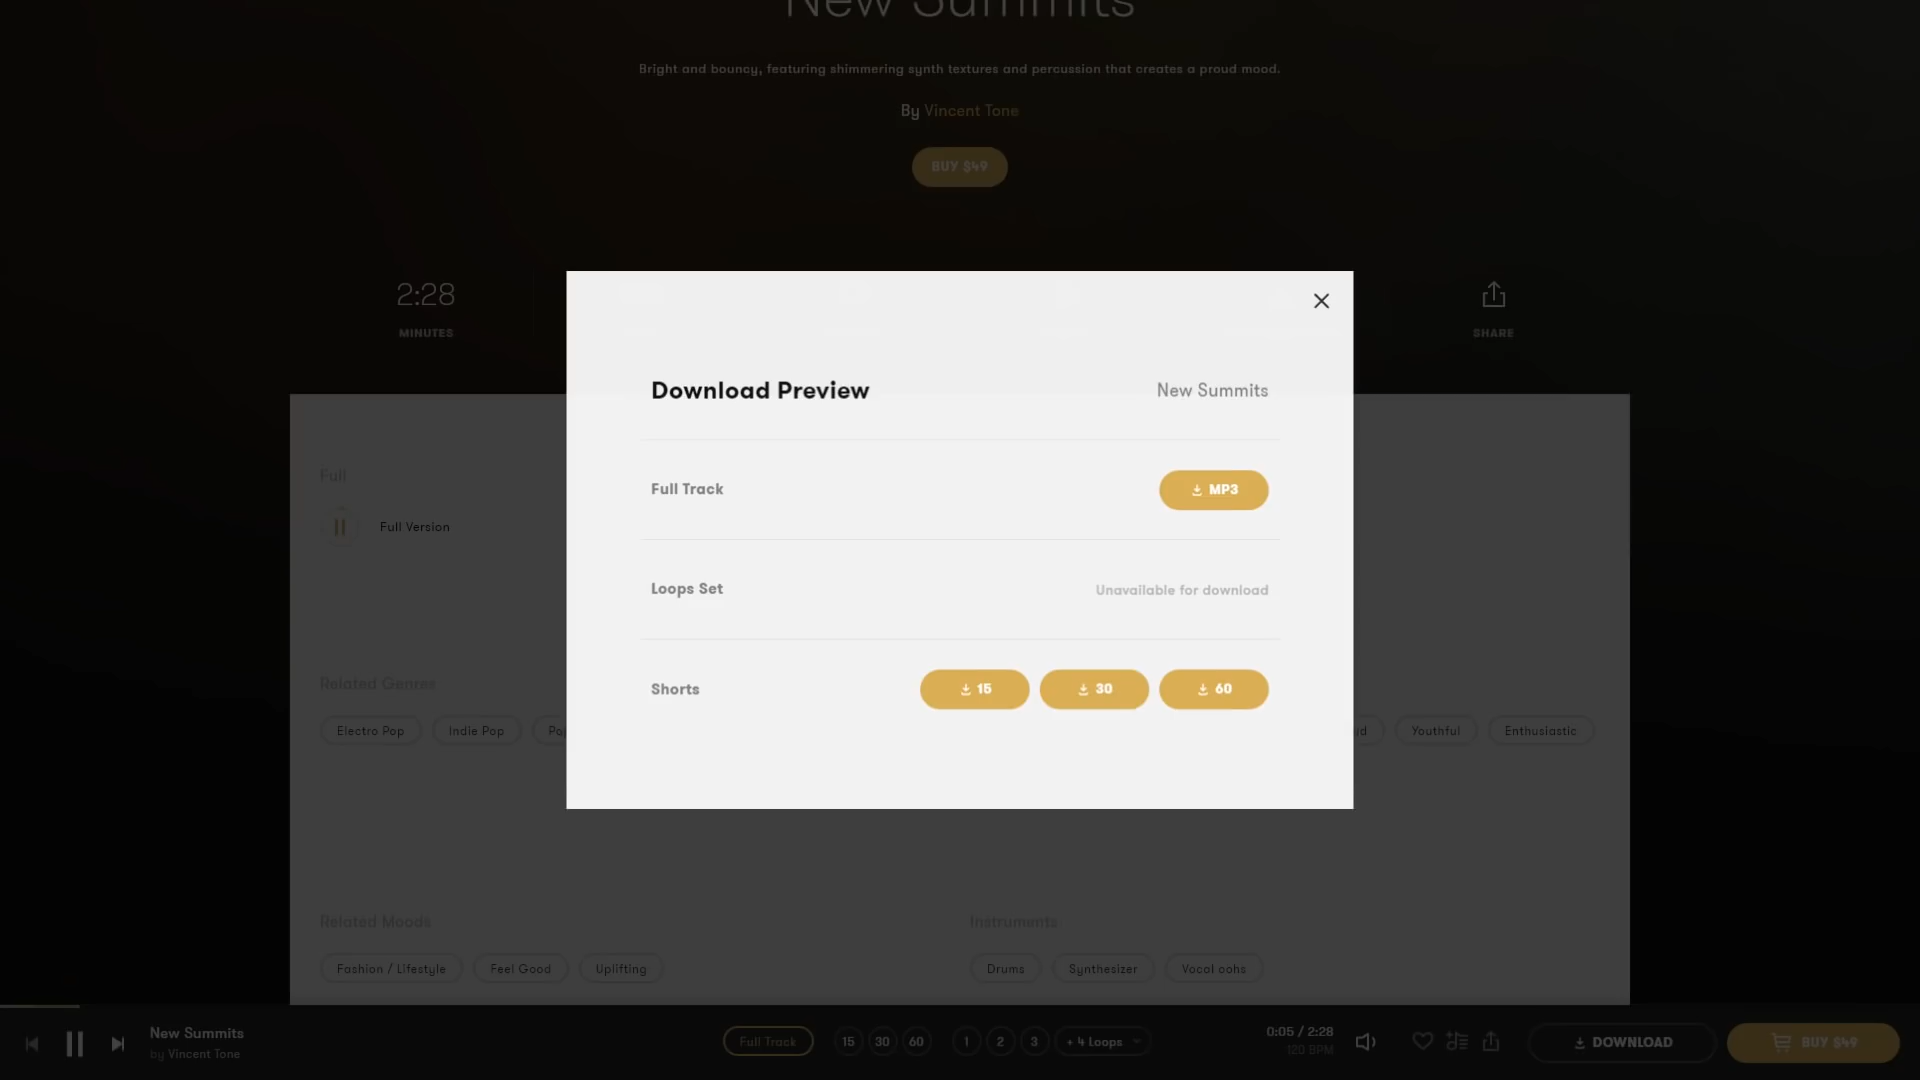 New Summits
Bright and bouncy, featuring shimmering synth textures and percussion that creates a proud mood.
By Vincent Tone
BUY $49
2:28
MINUTES
SHARE
Download Preview
New Summits
Full Track
MP3
Loops Set
Unavailable for download
Shorts
15
30
60
Full
Full Version
Related Genres
Electro Pop
Indie Pop
Youthful
Enthusiastic
Related Moods
Fashion / Lifestyle
Feel Good
Uplifting
Instruments
Drums
Synthesizer
Vocal oohs
New Summits
by Vincent Tone
Full Track
15
30
60
1
2
3
+ 4 Loops
0:05 / 2:28
120 BPM
DOWNLOAD
BUY $49